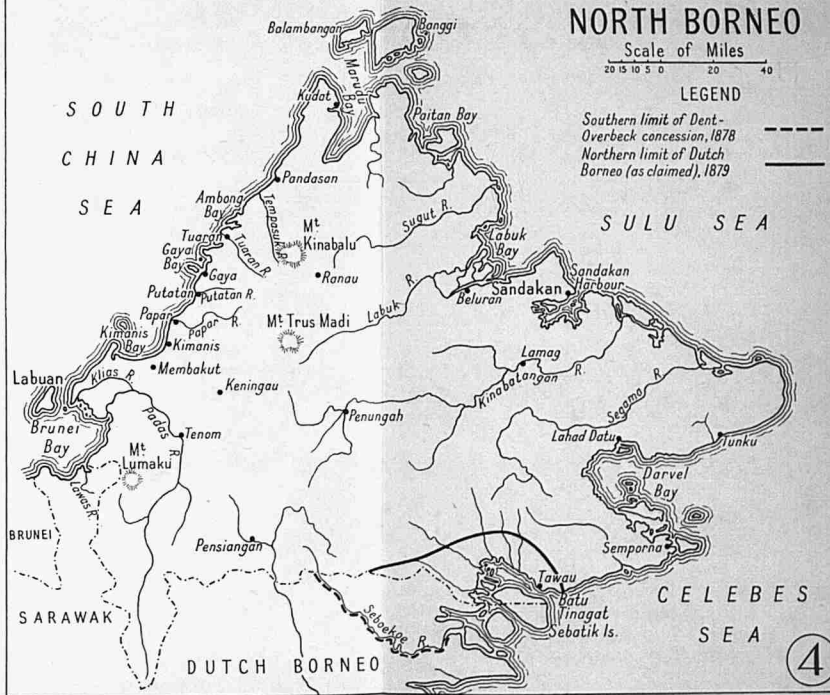 NORTH BORNEO
Scale of Miles
20 15 10 5 0 20 40
LEGEND
Southern limit of Dent-
Overbeck concession, 1878
Northern limit of Dutch
Borneo (as claimed), 1879
Balambangan
Banggi
Marudu
Bay
Kudat
Paitan Bay
SOUTH
CHINA
SEA
Pandasan
Ambong
Bay
Tempasuk R.
Mt
Kinabalu
Sugut R.
SULU SEA
Tuaran
Tuaran R.
Gaya
Bay
Gaya
Ranau
Labuk
Bay
Labuk R.
Beluran
Sandakan
Sandakan
Harbour
Putatan
Putatan R.
Papar
Papar R.
Mt Trus Madi
Kimanis
Bay
Kimanis
Membakut
Lamag
Kinabatangan R.
Labuan
Klias R.
Keningau
Segama R.
Penungah
Brunei
Bay
Padas R.
Tenom
Lahad Datu
Tunku
Mt
Lumaku
Lawas R.
Darvel
Bay
BRUNEI
Pensiangan
Semporna
Tawau
Batu
Tinagat
Sebatik Is.
CELEBES
SEA
SARAWAK
Seboekoe R.
DUTCH BORNEO
4